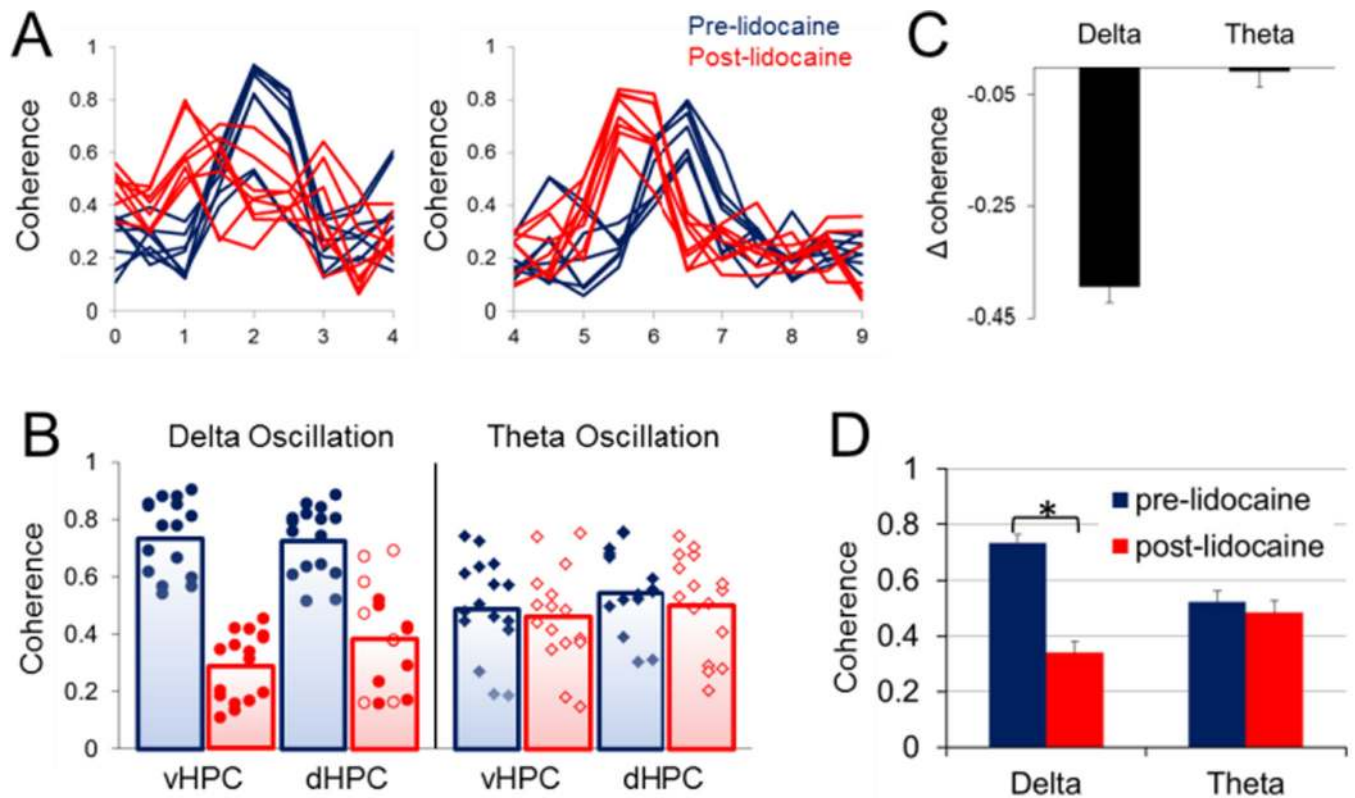 A
Pre-lidocaine
Post-lidocaine
Coherence
1
0.8
0.6
0.4
0.2
0
0 1 2 3 4
Coherence
1
0.8
0.6
0.4
0.2
0
4 5 6 7 8 9
C
Delta Theta
Δ coherence
-0.05
-0.25
-0.45
B
Delta Oscillation Theta Oscillation
Coherence
1
0.8
0.6
0.4
0.2
0
vHPC dHPC vHPC dHPC
D
Coherence
1
0.8
0.6
0.4
0.2
0
*
pre-lidocaine
post-lidocaine
Delta Theta